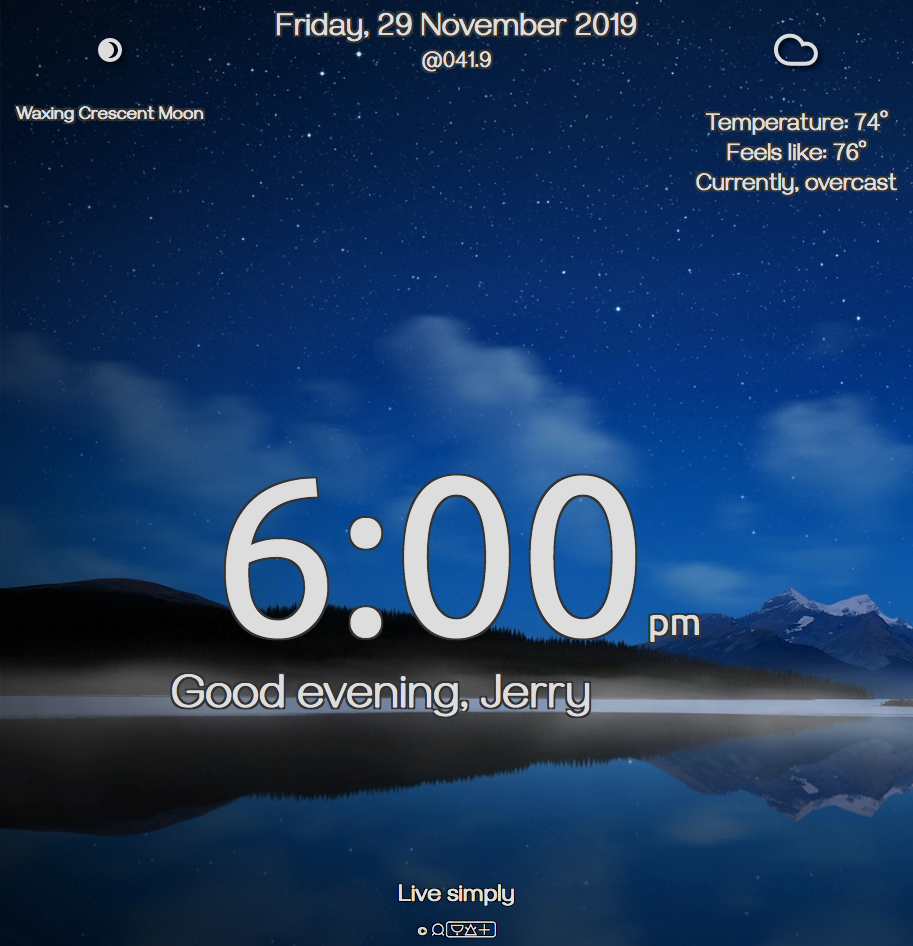 Friday, 29 November 2019
@041.9
Waxing Crescent Moon
Temperature: 74°
Feels like: 76°
Currently, overcast
6:00 pm
Good evening, Jerry
Live simply